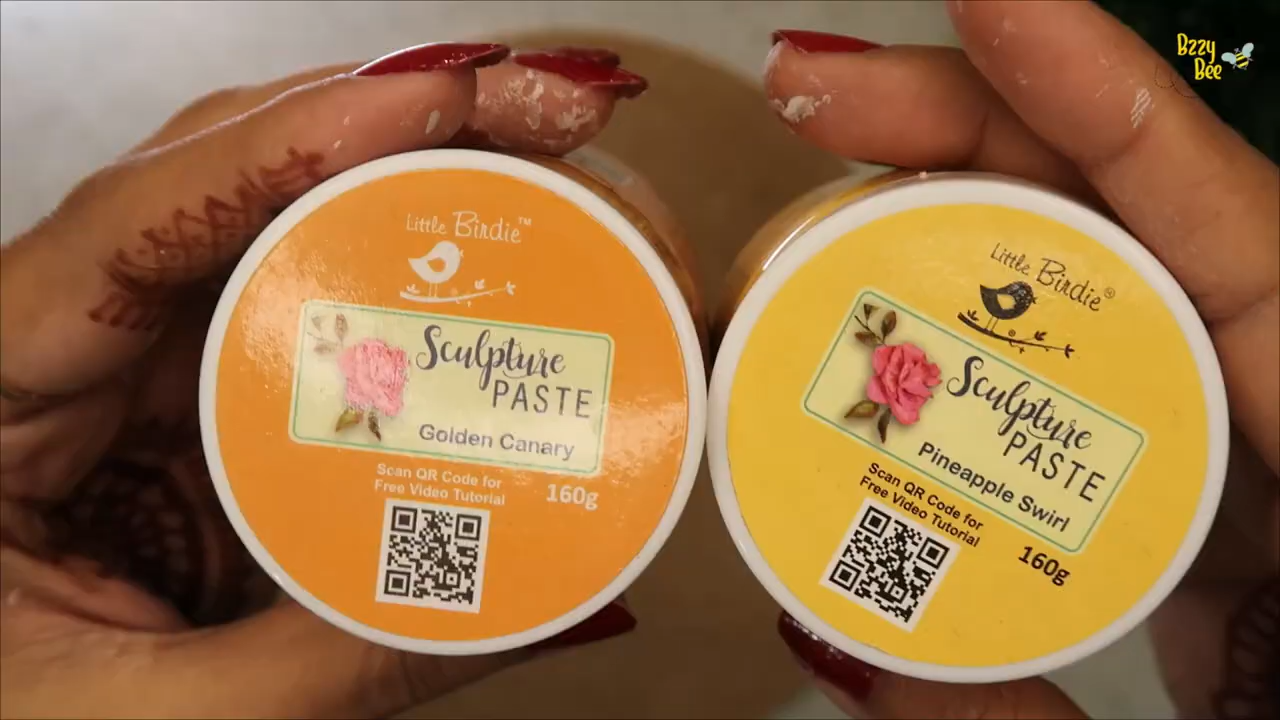 Bzzy
Bee
Little Birdie™
Sculpture
PASTE
Golden Canary
Scan QR Code for
Free Video Tutorial
160g
Little Birdie®
Sculpture
PASTE
Pineapple Swirl
Scan QR Code for
Free Video Tutorial
160g